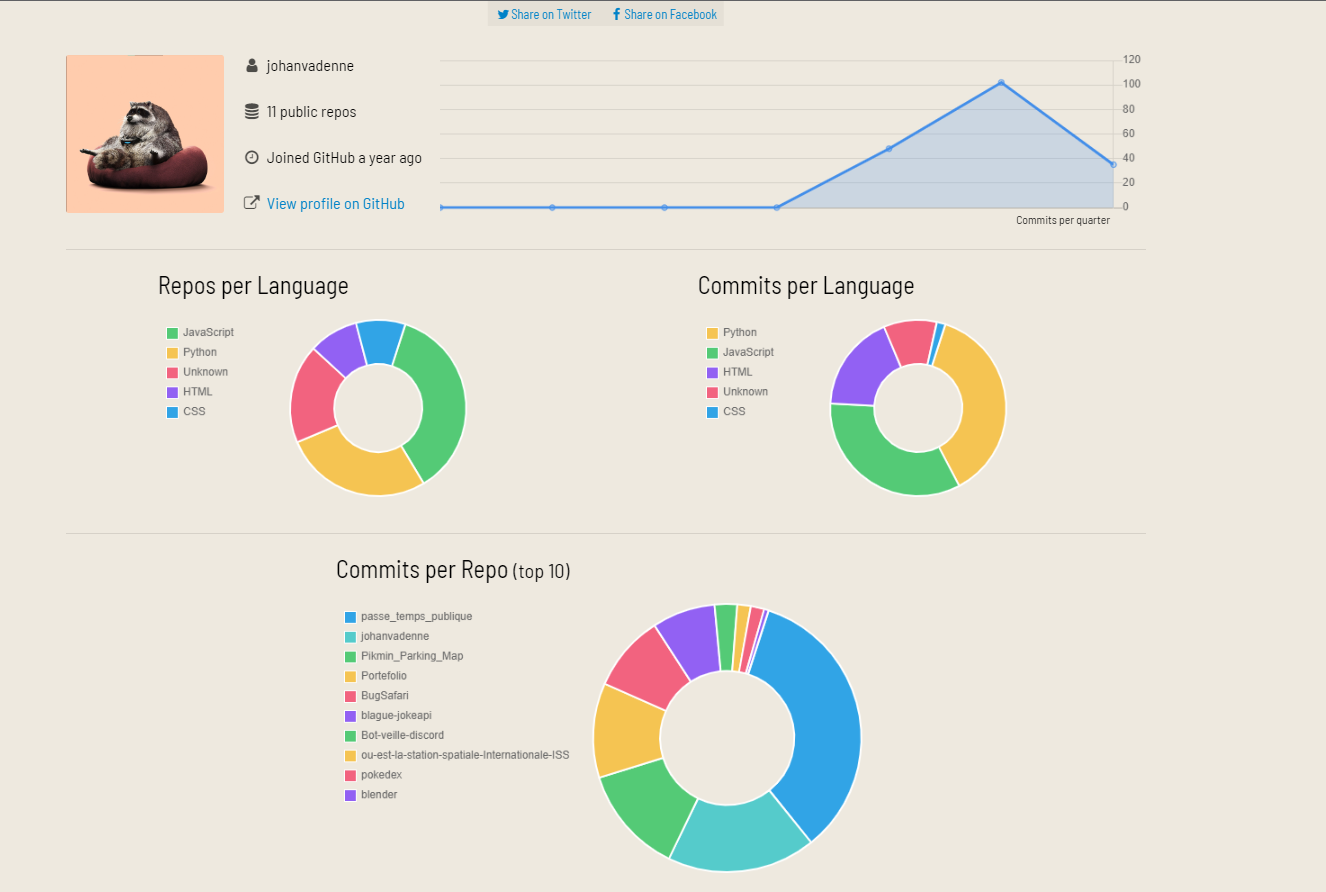 Share on Twitter Share on Facebook
johanvadenne
11 public repos
Joined GitHub a year ago
View profile on GitHub
120
100
80
60
40
20
0
Commits per quarter
Repos per Language
JavaScript
Python
Unknown
HTML
CSS
Commits per Language
Python
JavaScript
HTML
Unknown
CSS
Commits per Repo (top 10)
passe_temps_publique
johanvadenne
Pikmin_Parking_Map
Portefolio
BugSafari
blague-jokeapi
Bot-veille-discord
ou-est-la-station-spatiale-Internationale-ISS
pokedex
blender